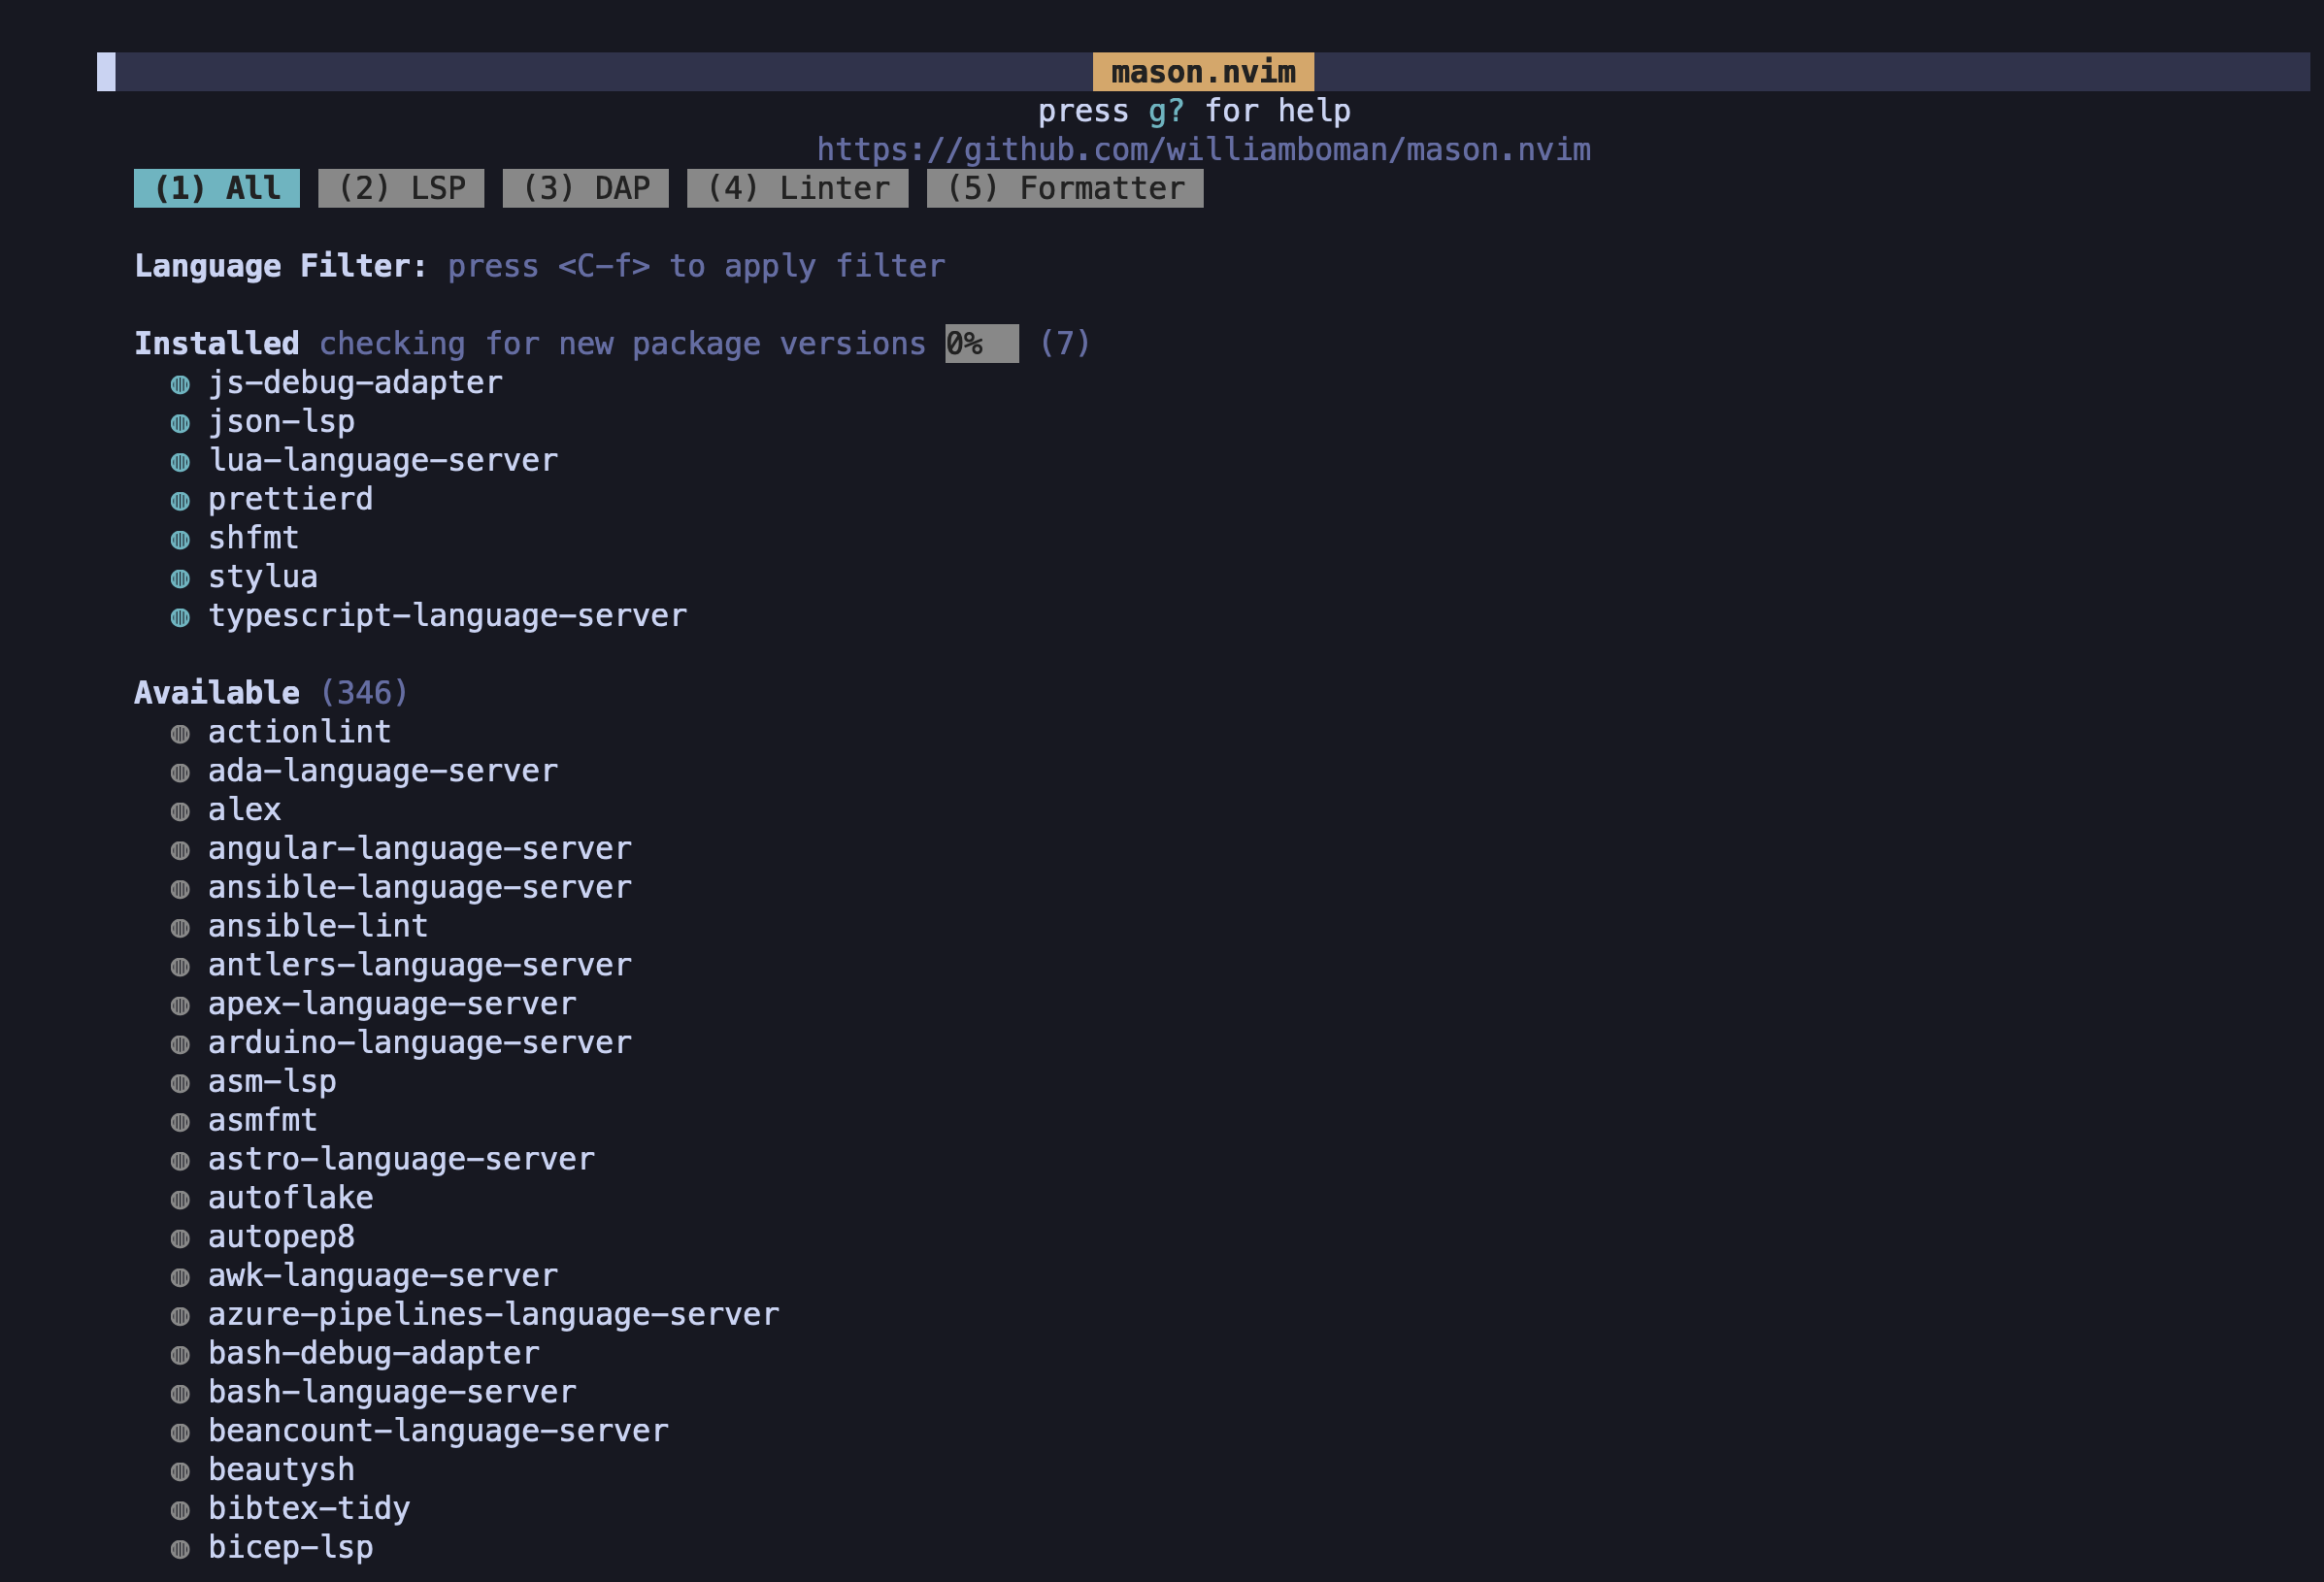 mason.nvim
press g? for help
https://github.com/williamboman/mason.nvim
(1) All (2) LSP (3) DAP (4) Linter (5) Formatter
Language Filter: press <C-f> to apply filter
Installed checking for new package versions 0% (7)
◍ js-debug-adapter
◍ json-lsp
◍ lua-language-server
◍ prettierd
◍ shfmt
◍ stylua
◍ typescript-language-server
Available (346)
◍ actionlint
◍ ada-language-server
◍ alex
◍ angular-language-server
◍ ansible-language-server
◍ ansible-lint
◍ antlers-language-server
◍ apex-language-server
◍ arduino-language-server
◍ asm-lsp
◍ asmfmt
◍ astro-language-server
◍ autoflake
◍ autopep8
◍ awk-language-server
◍ azure-pipelines-language-server
◍ bash-debug-adapter
◍ bash-language-server
◍ beancount-language-server
◍ beautysh
◍ bibtex-tidy
◍ bicep-lsp